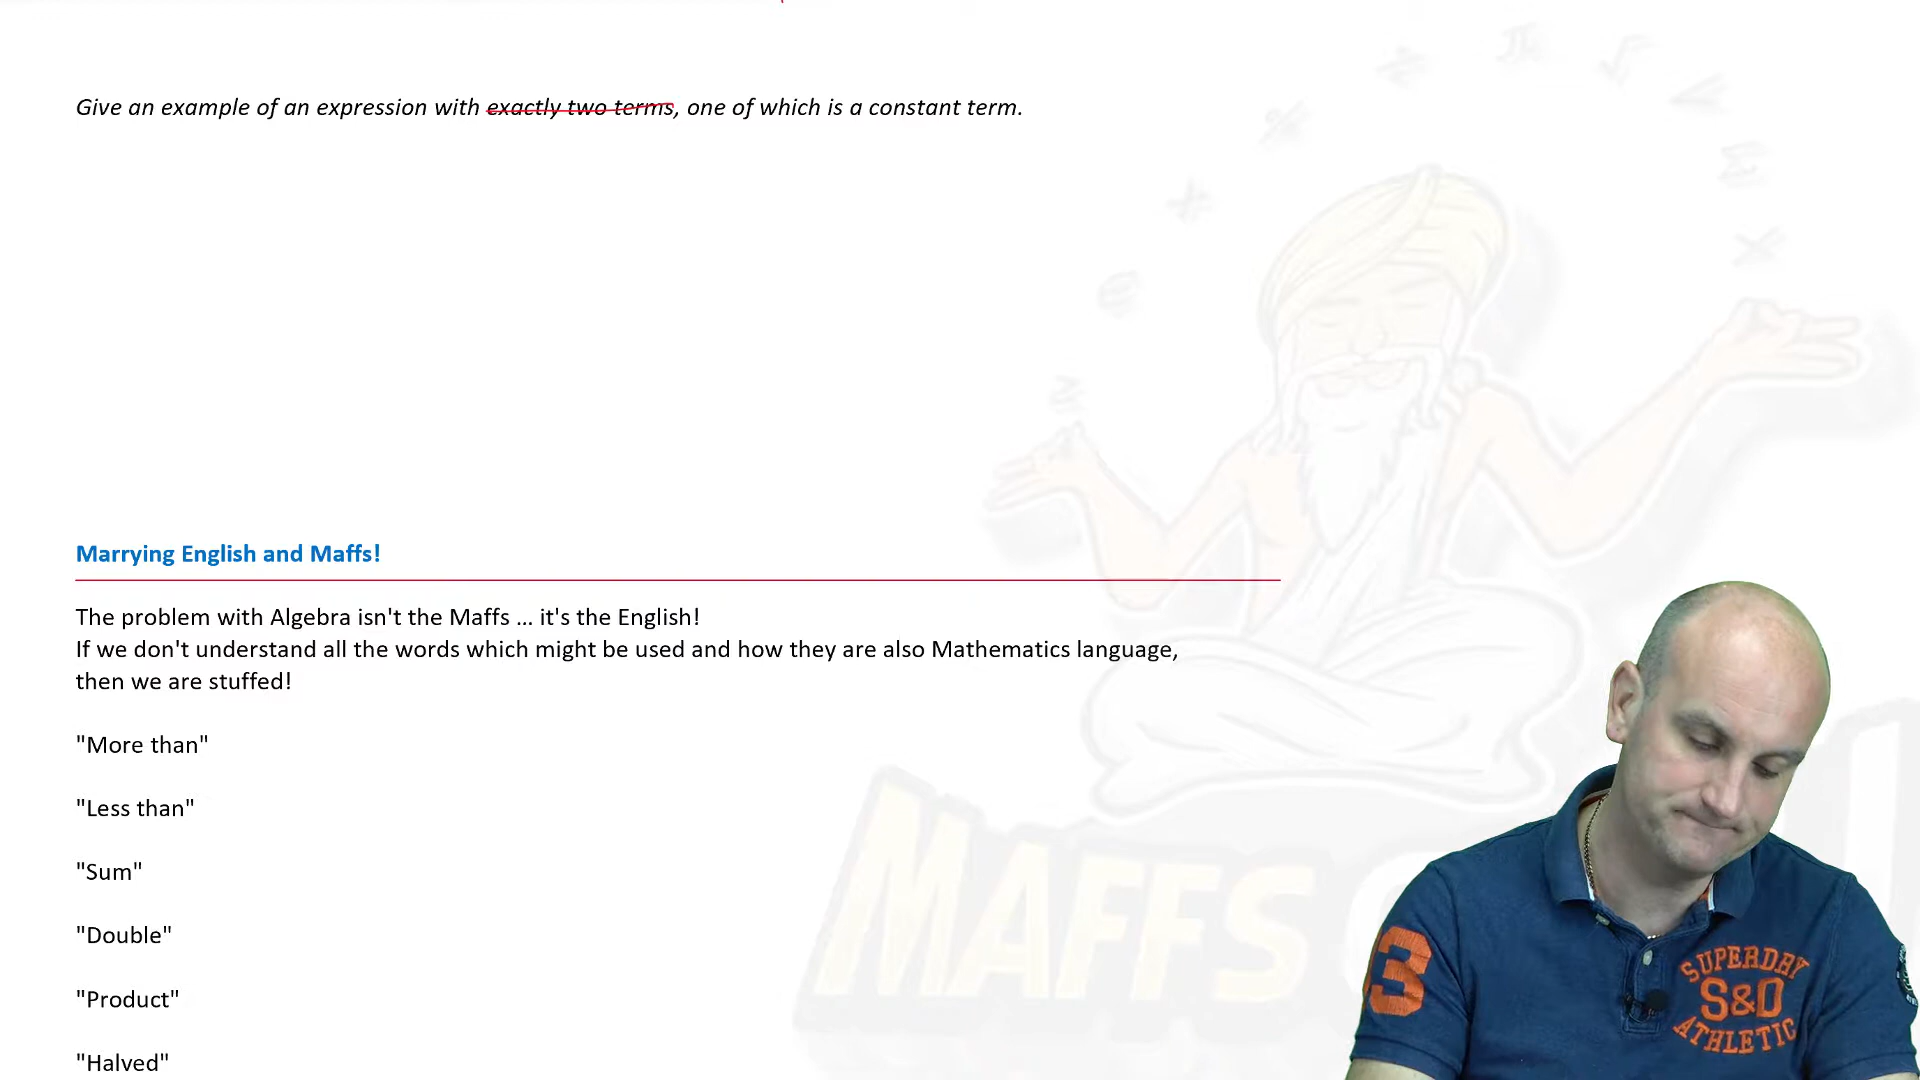 Give an example of an expression with exactly two terms, one of which is a constant term.
Marrying English and Maffs!
The problem with Algebra isn't the Maffs ... it's the English!
If we don't understand all the words which might be used and how they are also Mathematics language,
then we are stuffed!
"More than"
"Less than"
"Sum"
"Double"
"Product"
"Halved"
MAFFS
3
SUPERDRY
S&D
ATHLETIC